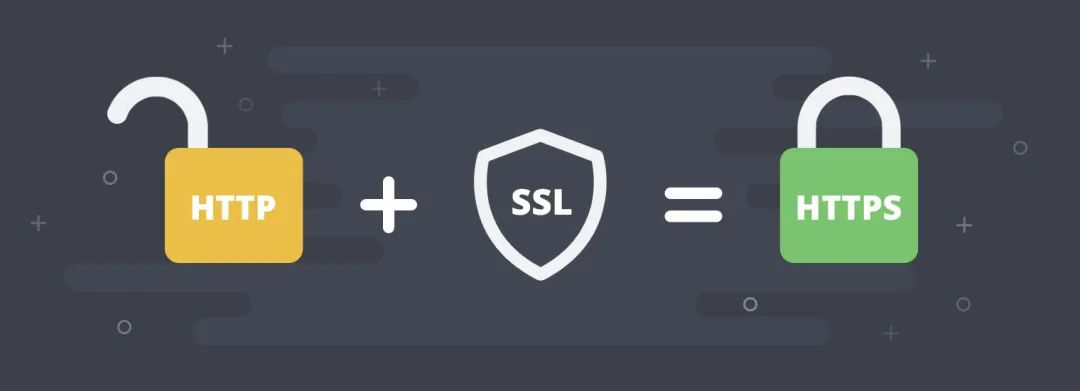 HTTP + SSL = HTTPS